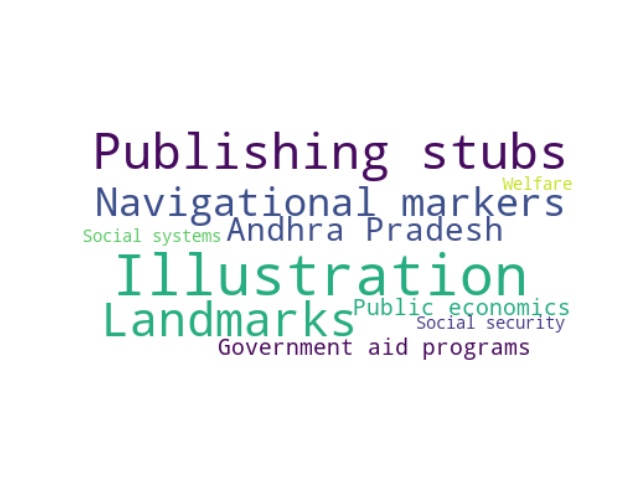 Publishing stubs
Welfare
Navigational markers
Andhra Pradesh
Social systems
Illustration
Landmarks
Public economics
Social security
Government aid programs